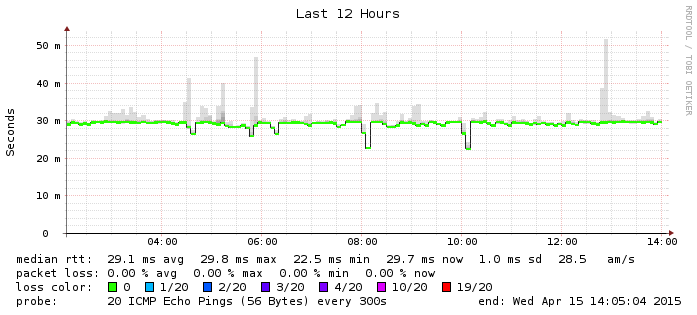 Last 12 Hours
RRDTOOL / TOBI OETIKER
Seconds
50 m
40 m
30 m
20 m
10 m
0
04:00 06:00 08:00 10:00 12:00 14:00
median rtt: 29.1 ms avg 29.8 ms max 22.5 ms min 29.7 ms now 1.0 ms sd 28.5 am/s
packet loss: 0.00 % avg 0.00 % max 0.00 % min 0.00 % now
loss color: 0 1/20 2/20 3/20 4/20 10/20 19/20
probe: 20 ICMP Echo Pings (56 Bytes) every 300s end: Wed Apr 15 14:05:04 2015